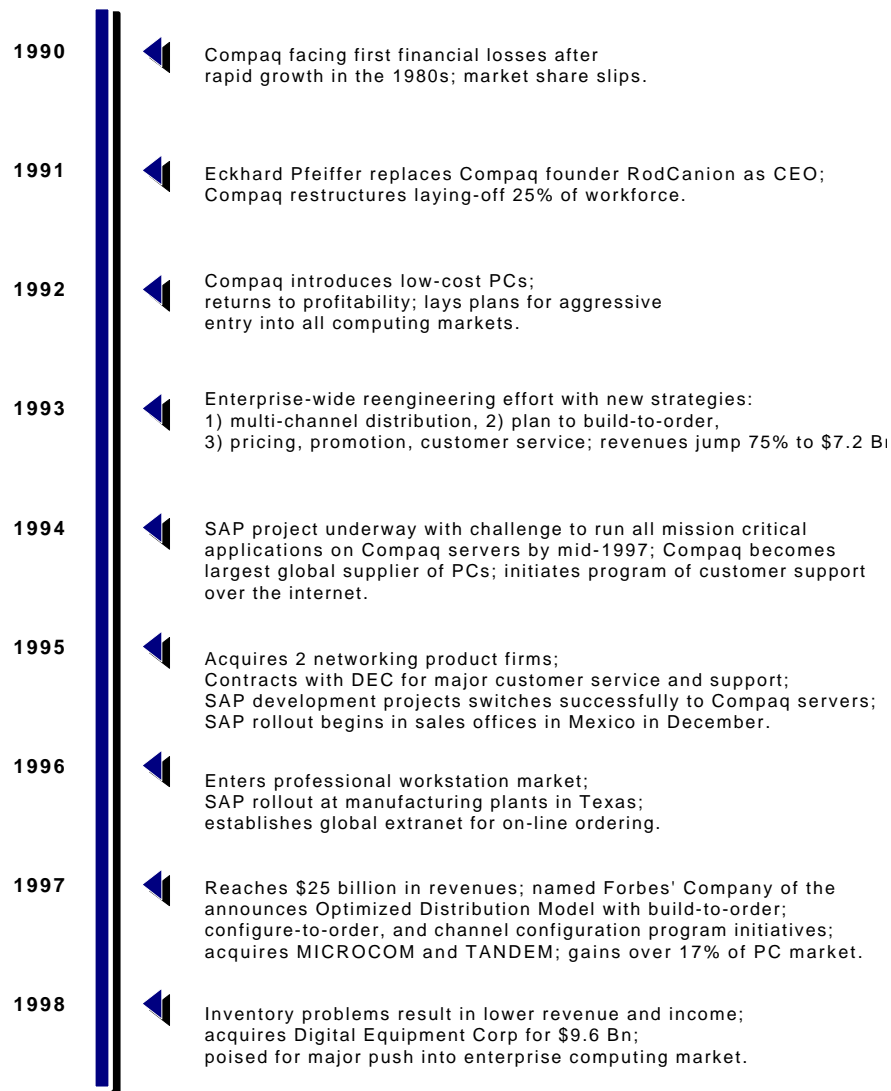 1990
Compaq facing first financial losses after
rapid growth in the 1980s; market share slips.
1991
Eckhard Pfeiffer replaces Compaq founder RodCanion as CEO;
Compaq restructures laying-off 25% of workforce.
1992
Compaq introduces low-cost PCs;
returns to profitability; lays plans for aggressive
entry into all computing markets.
1993
Enterprise-wide reengineering effort with new strategies:
1) multi-channel distribution, 2) plan to build-to-order,
3) pricing, promotion, customer service; revenues jump 75% to $7.2 Bn
1994
SAP project underway with challenge to run all mission critical
applications on Compaq servers by mid-1997; Compaq becomes
largest global supplier of PCs; initiates program of customer support
over the internet.
1995
Acquires 2 networking product firms;
Contracts with DEC for major customer service and support;
SAP development projects switches successfully to Compaq servers;
SAP rollout begins in sales offices in Mexico in December.
1996
Enters professional workstation market;
SAP rollout at manufacturing plants in Texas;
establishes global extranet for on-line ordering.
1997
Reaches $25 billion in revenues; named Forbes' Company of the
announces Optimized Distribution Model with build-to-order;
configure-to-order, and channel configuration program initiatives;
acquires MICROCOM and TANDEM; gains over 17% of PC market.
1998
Inventory problems result in lower revenue and income;
acquires Digital Equipment Corp for $9.6 Bn;
poised for major push into enterprise computing market.